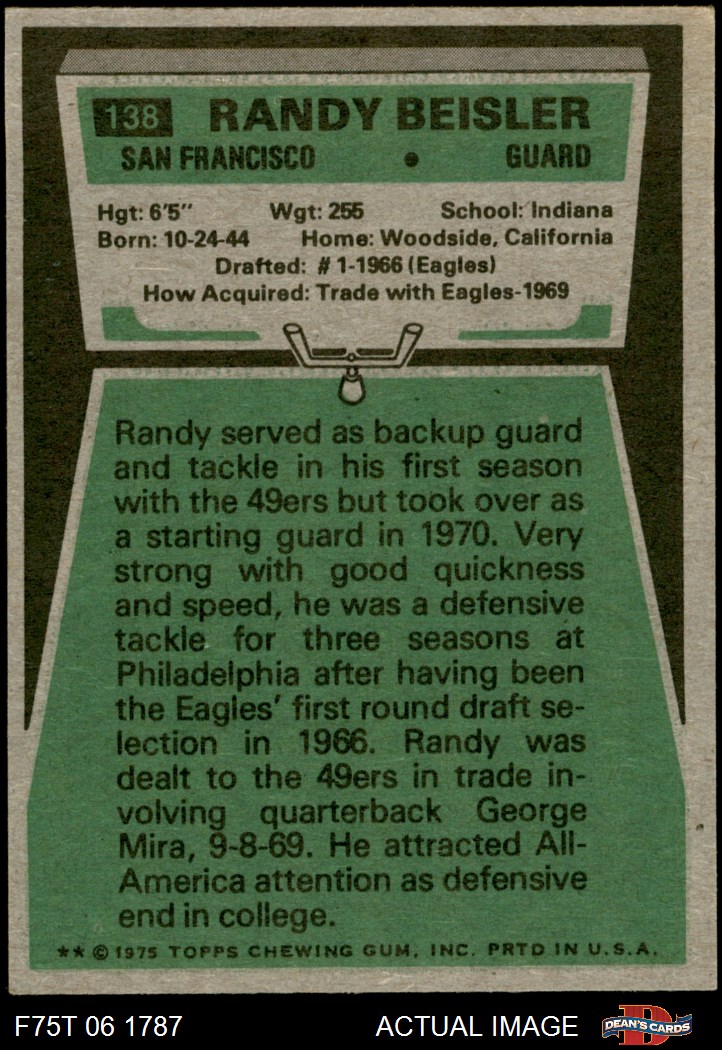 138 RANDY BEISLER
SAN FRANCISCO • GUARD
Hgt: 6'5" Wgt: 255 School: Indiana
Born: 10-24-44 Home: Woodside, California
Drafted: #1-1966 (Eagles)
How Acquired: Trade with Eagles-1969
Randy served as backup guard
and tackle in his first season
with the 49ers but took over as
a starting guard in 1970. Very
strong with good quickness
and speed, he was a defensive
tackle for three seasons at
Philadelphia after having been
the Eagles' first round draft se-
lection in 1966. Randy was
dealt to the 49ers in trade in-
volving quarterback George
Mira, 9-8-69. He attracted All-
America attention as defensive
end in college.
** © 1975 TOPPS CHEWING GUM, INC. PRTD IN U.S.A.
F75T 06 1787 ACTUAL IMAGE D DEAN'S CARDS